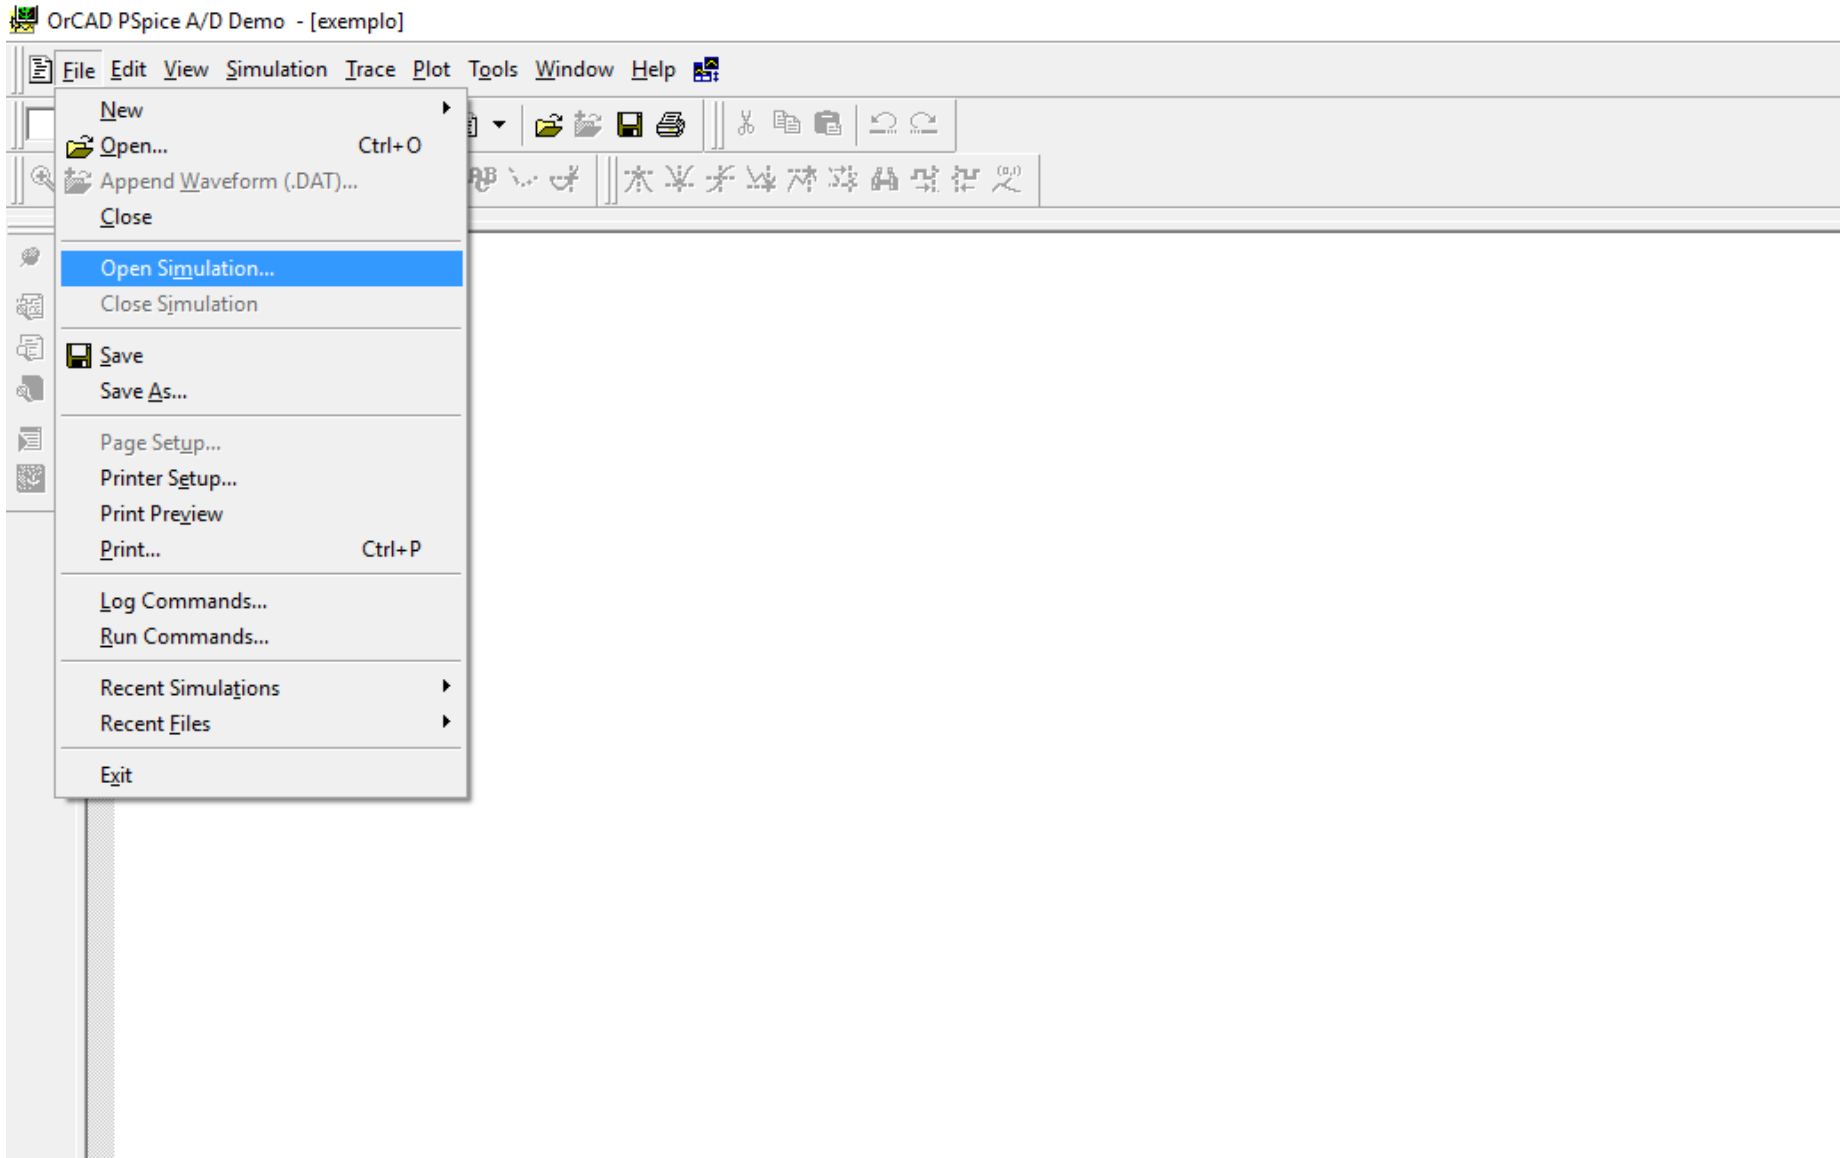 OrCAD PSpice A/D Demo - [exemplo]
File Edit View Simulation Trace Plot Tools Window Help
New
Open... Ctrl+O
Append Waveform (.DAT)...
Close
Open Simulation...
Close Simulation
Save
Save As...
Page Setup...
Printer Setup...
Print Preview
Print... Ctrl+P
Log Commands...
Run Commands...
Recent Simulations
Recent Files
Exit